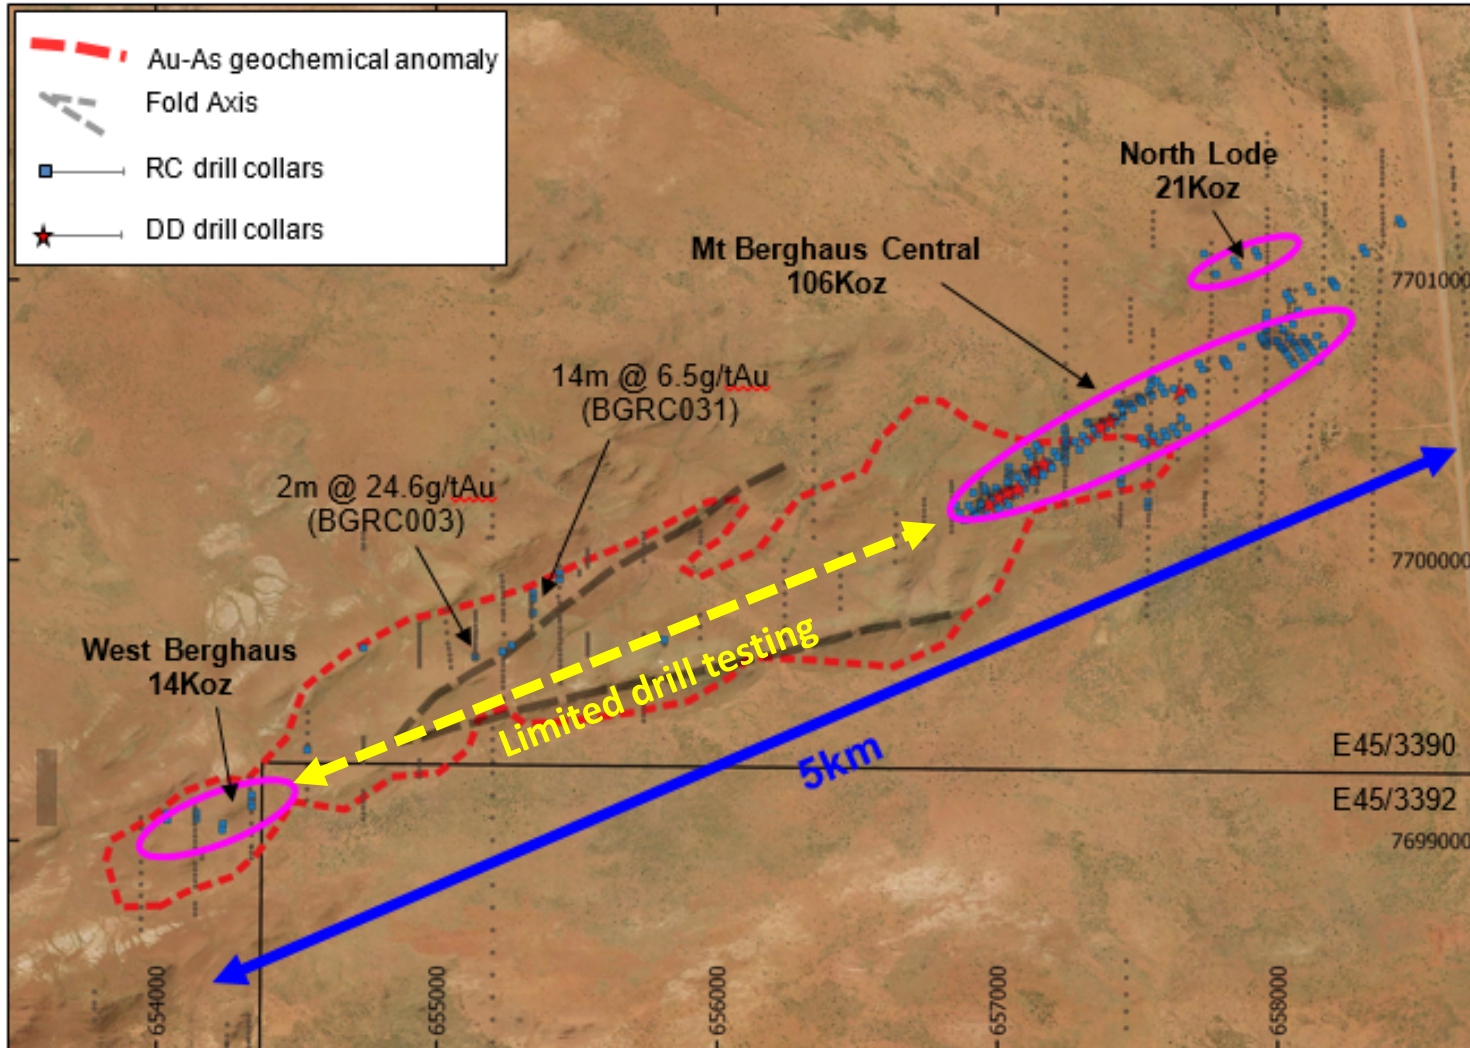 Au-As geochemical anomaly
Fold Axis
RC drill collars
DD drill collars
North Lode
21Koz
Mt Berghaus Central
106Koz
7701000
14m @ 6.5g/tAu
(BGRC031)
2m @ 24.6g/tAu
(BGRC003)
7700000
West Berghaus
14Koz
Limited drill testing
5km
E45/3390
E45/3392
7699000
654000
655000
656000
657000
658000